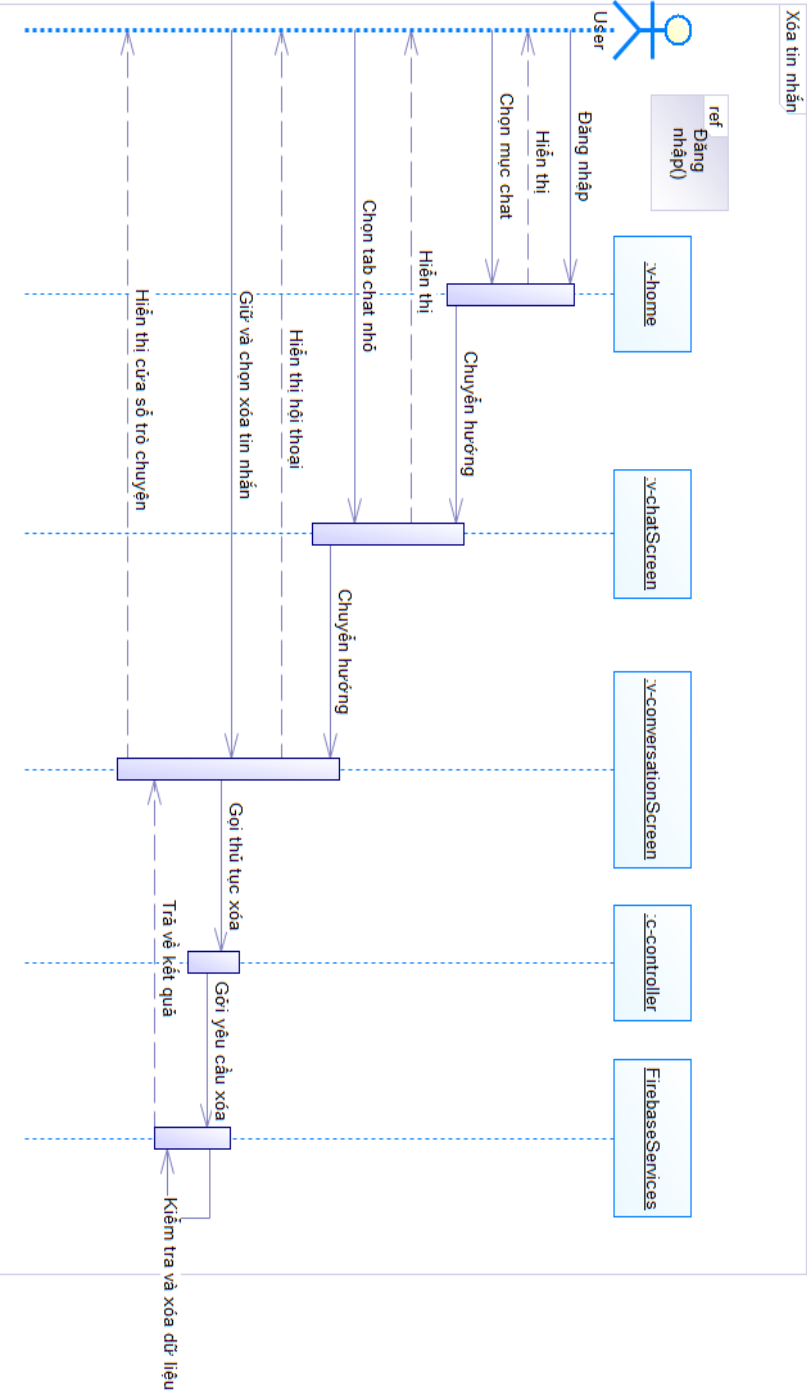 Xóa tin nhắn
User
ref
Đăng
nhập()
:v-home
:v-chatScreen
:v-conversationScreen
:c-controller
FirebaseServices
Đăng nhập
Hiển thị
Chọn mục chat
Chuyển hướng
Hiển thị
Chọn tab chat nhỏ
Chuyển hướng
Hiển thị hội thoại
Giữ và chọn xóa tin nhắn
Gọi thủ tục xóa
Gởi yêu cầu xóa
Kiểm tra và xóa dữ liệu
Trả về kết quả
Hiển thị cửa sổ trò chuyện